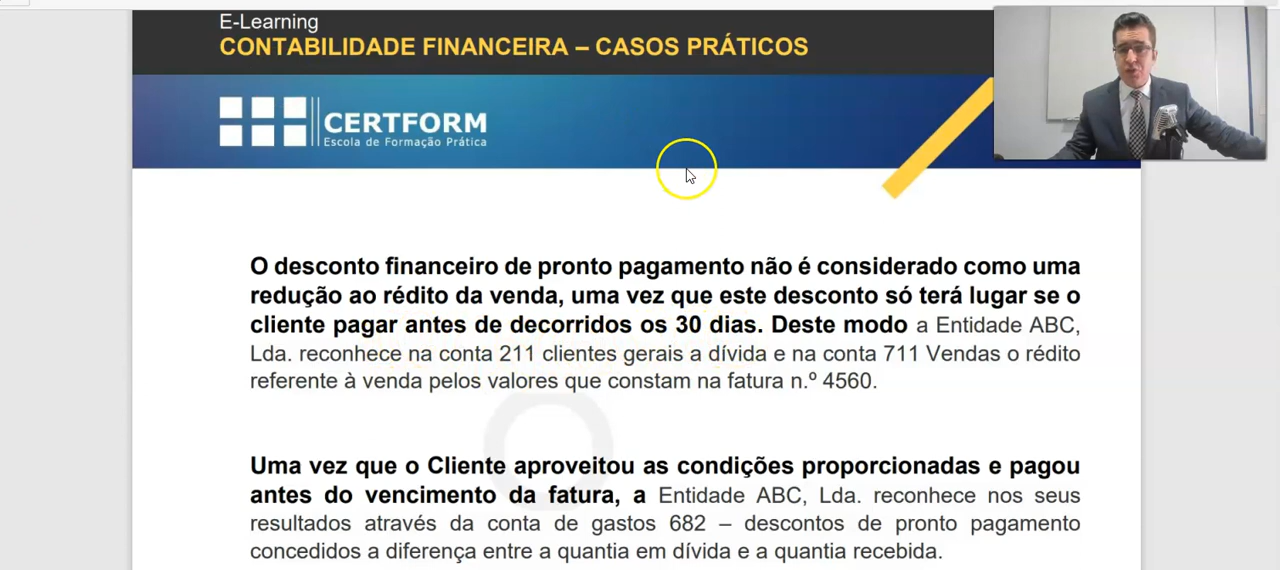 E-Learning
CONTABILIDADE FINANCEIRA – CASOS PRÁTICOS
CERTFORM
Escola de Formação Prática
O desconto financeiro de pronto pagamento não é considerado como uma
redução ao rédito da venda, uma vez que este desconto só terá lugar se o
cliente pagar antes de decorridos os 30 dias. Deste modo a Entidade ABC,
Lda. reconhece na conta 211 clientes gerais a dívida e na conta 711 Vendas o rédito
referente à venda pelos valores que constam na fatura n.º 4560.
Uma vez que o Cliente aproveitou as condições proporcionadas e pagou
antes do vencimento da fatura, a Entidade ABC, Lda. reconhece nos seus
resultados através da conta de gastos 682 – descontos de pronto pagamento
concedidos a diferença entre a quantia em dívida e a quantia recebida.